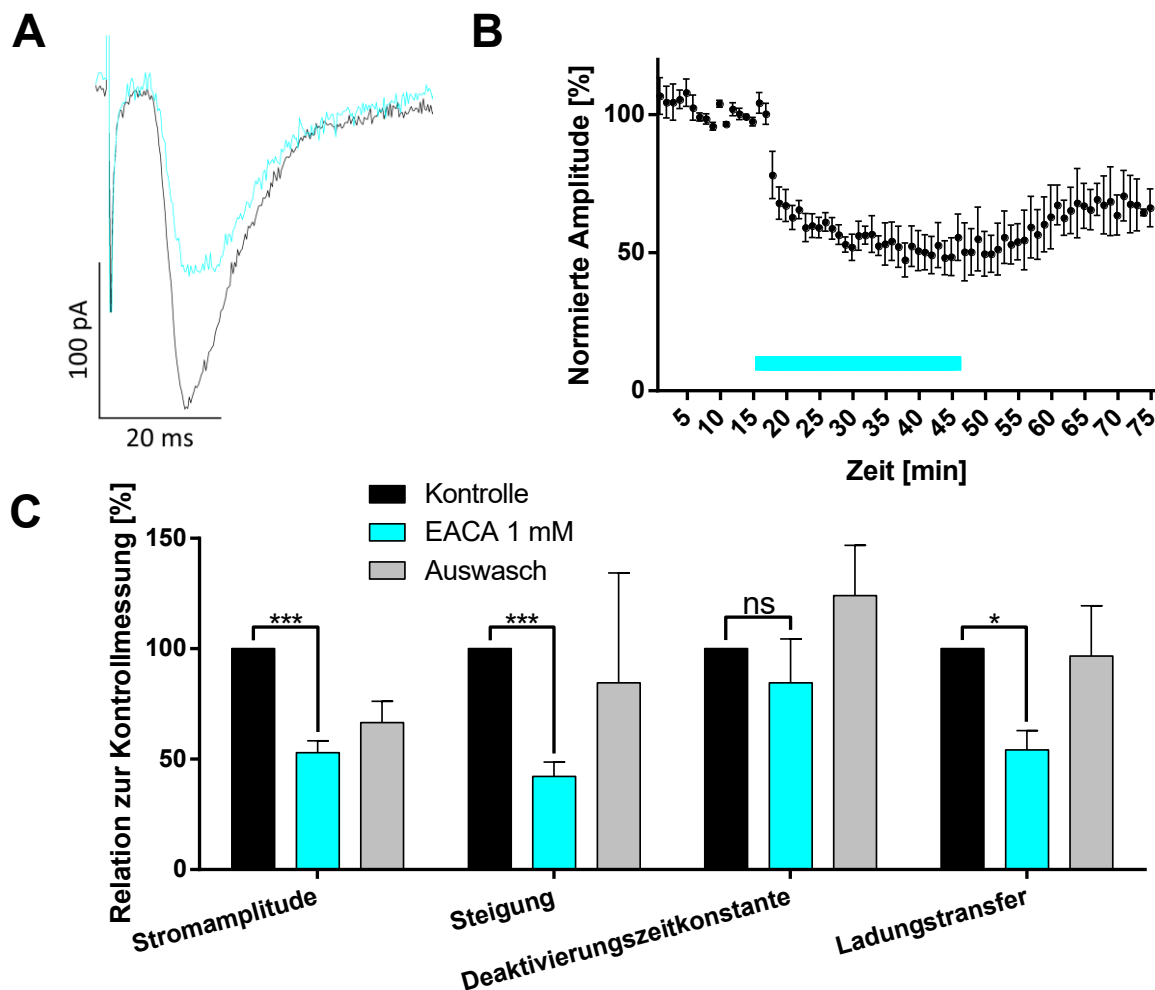 A
100 pA
20 ms
B
Normierte Amplitude [%]
100
50
0
5 10 15 20 25 30 35 40 45 50 55 60 65 70 75
Zeit [min]
C
Relation zur Kontrollmessung [%]
Kontrolle
EACA 1 mM
Auswasch
150
100
50
0
*** *** ns *
Stromamplitude
Steigung
Deaktivierungszeitkonstante
Ladungstransfer